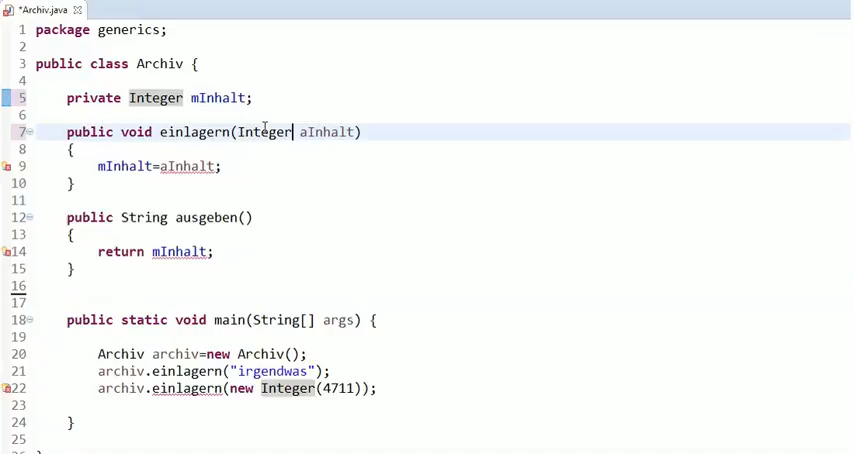 *Archiv.java
1 package generics;
2
3 public class Archiv {
4
5 private Integer mInhalt;
6
7 public void einlagern(Integer aInhalt)
8 {
9 mInhalt=aInhalt;
10 }
11
12 public String ausgeben()
13 {
14 return mInhalt;
15 }
16
17
18 public static void main(String[] args) {
19
20 Archiv archiv=new Archiv();
21 archiv.einlagern("irgendwas");
22 archiv.einlagern(new Integer(4711));
23
24 }
25